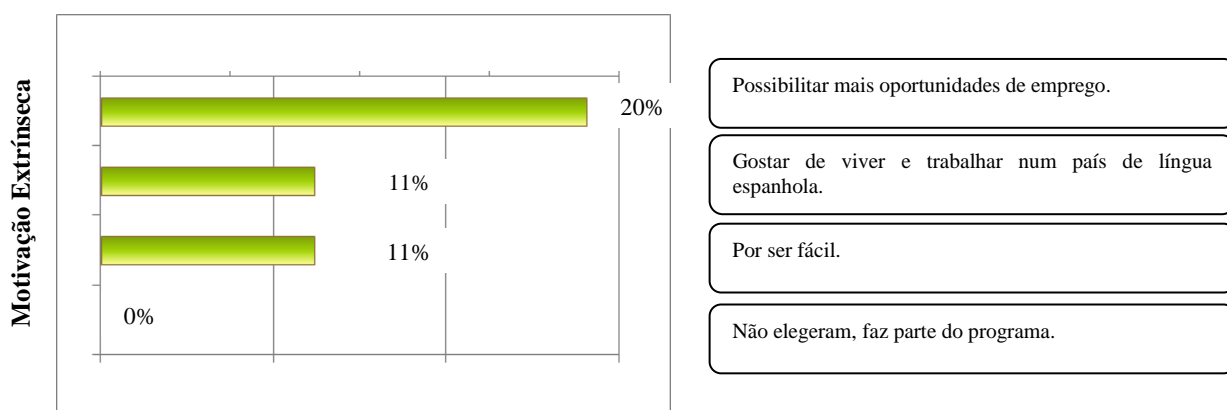 Motivação Extrínseca
20%
11%
11%
0%
Possibilitar mais oportunidades de emprego.
Gostar de viver e trabalhar num país de língua
espanhola.
Por ser fácil.
Não elegeram, faz parte do programa.